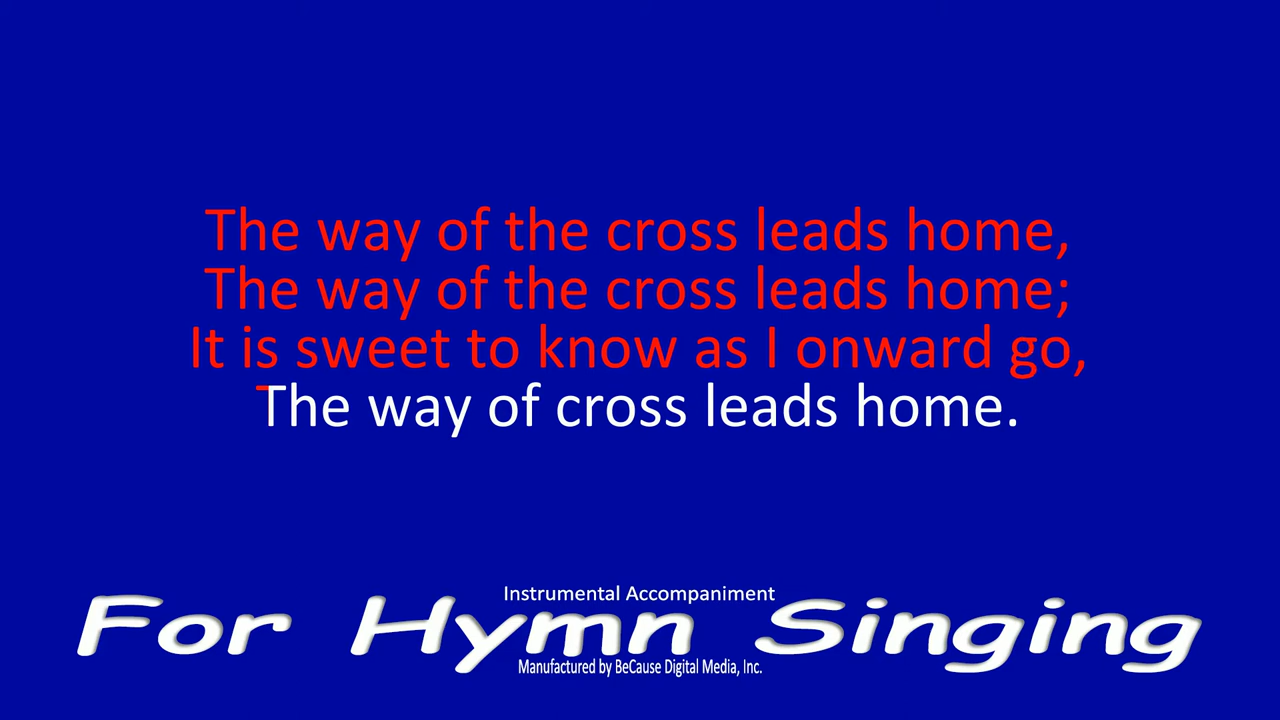 The way of the cross leads home,
The way of the cross leads home;
It is sweet to know as I onward go,
The way of cross leads home.
Instrumental Accompaniment
For Hymn Singing
Manufactured by BeCause Digital Media, Inc.